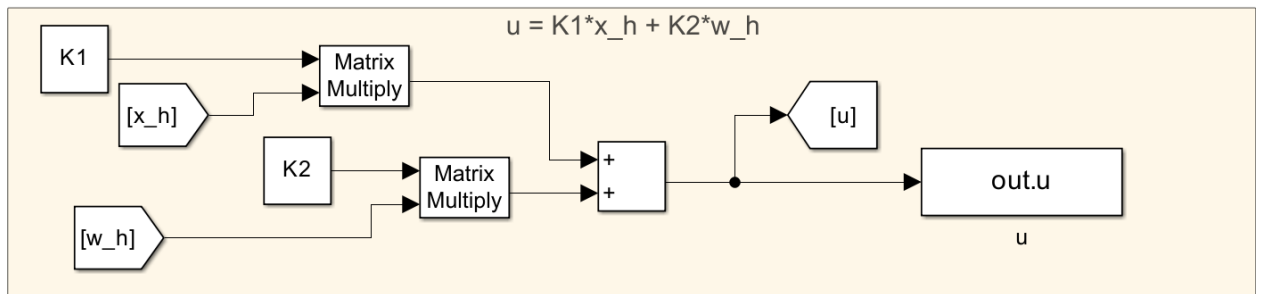 u = K1*x_h + K2*w_h
K1
Matrix
Multiply
[x_h]
[u]
K2
Matrix
Multiply
+
+
out.u
u
[w_h]